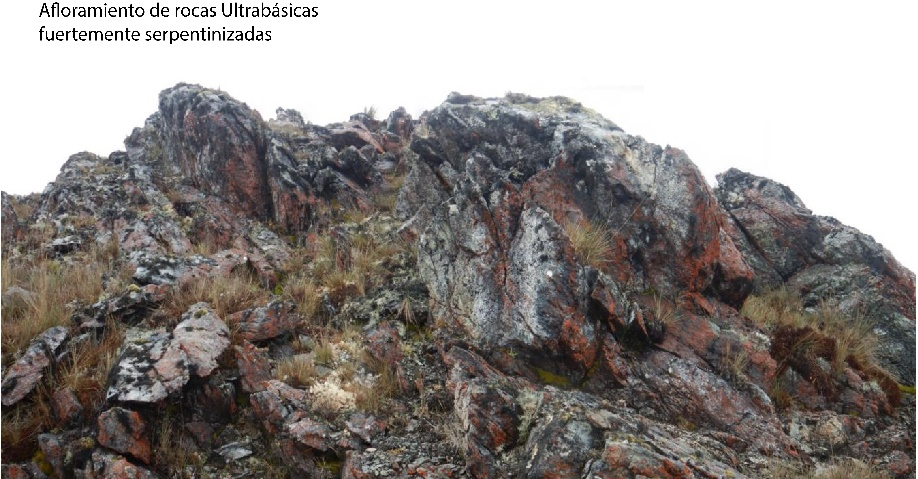 Afloramiento de rocas Ultrabásicas
fuertemente serpentinizadas